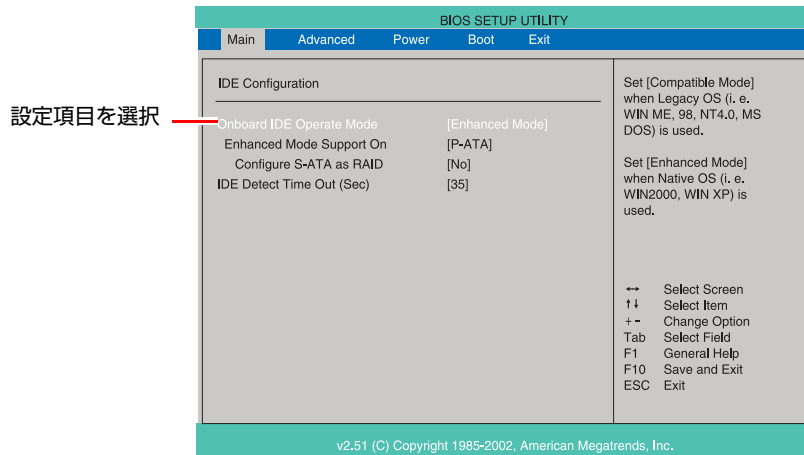 BIOS SETUP UTILITY
Main Advanced Power Boot Exit
設定項目を選択
IDE Configuration
Onboard IDE Operate Mode [Enhanced Mode]
Enhanced Mode Support On [P-ATA]
Configure S-ATA as RAID [No]
IDE Detect Time Out (Sec) [35]
Set [Compatible Mode]
when Legacy OS (i. e.
WIN ME, 98, NT4.0, MS
DOS) is used.
Set [Enhanced Mode]
when Native OS (i. e.
WIN2000, WIN XP) is
used.
↔ Select Screen
↑↓ Select Item
+- Change Option
Tab Select Field
F1 General Help
F10 Save and Exit
ESC Exit
v2.51 (C) Copyright 1985-2002, American Megatrends, Inc.